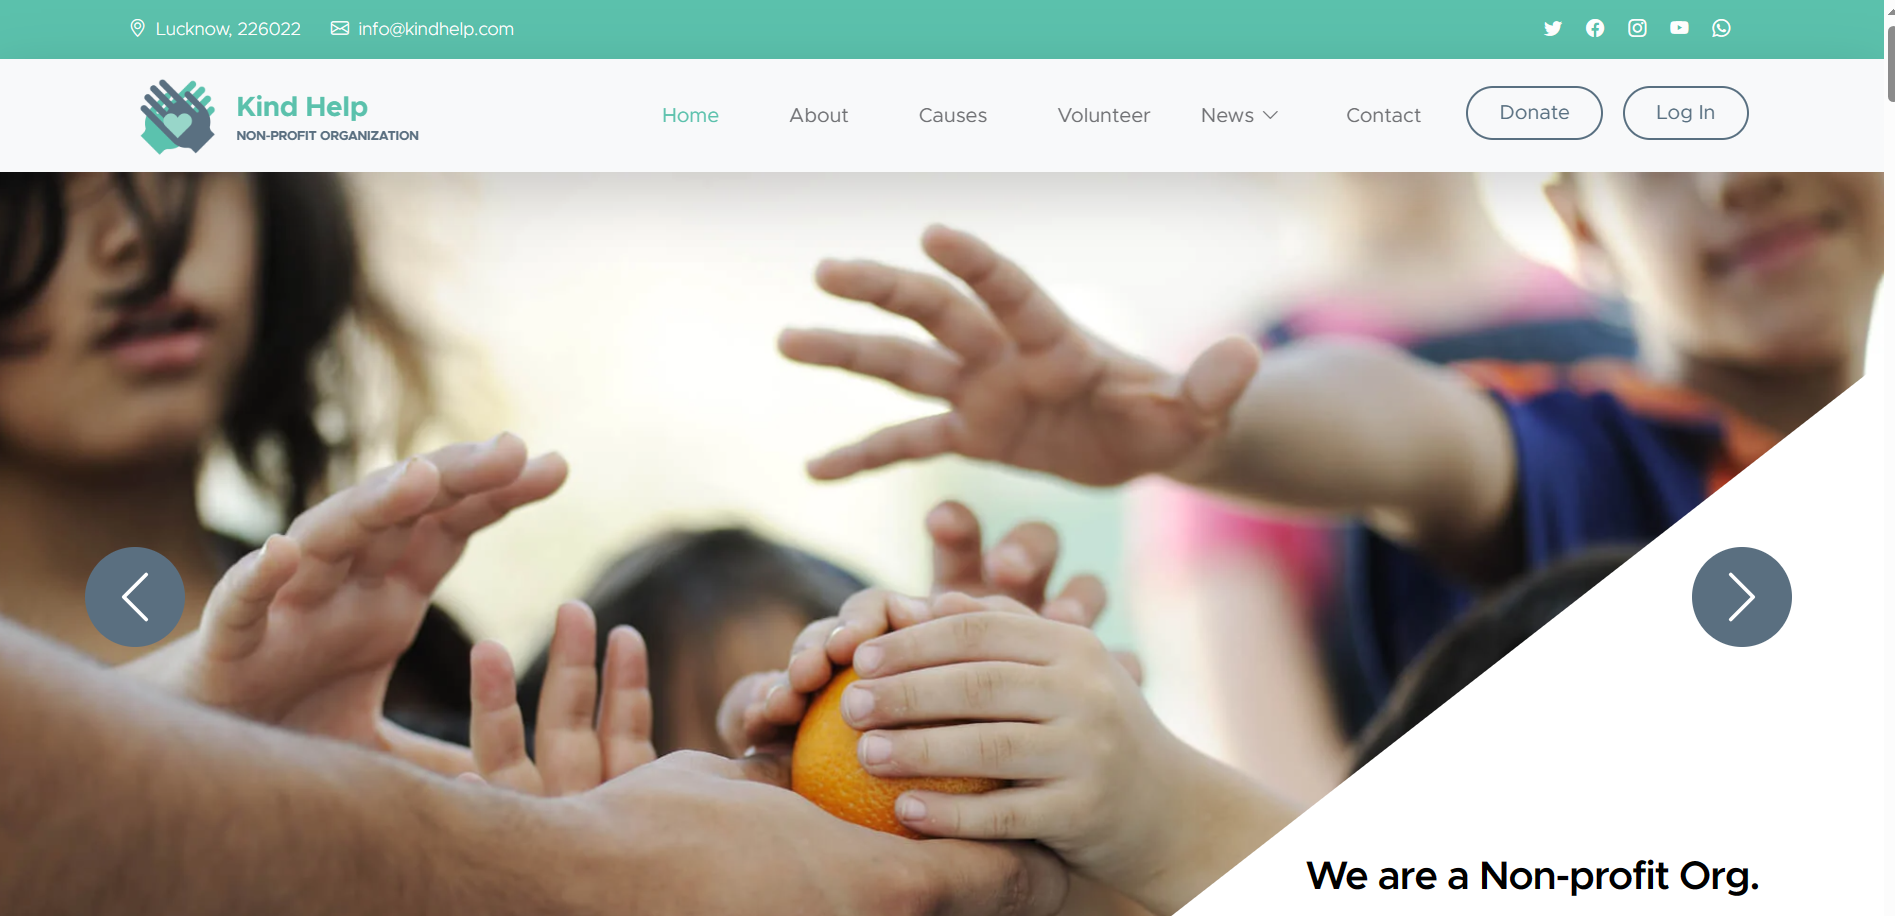 Lucknow, 226022 info@kindhelp.com
Kind Help
NON-PROFIT ORGANIZATION
Home About Causes Volunteer News Contact Donate Log In
We are a Non-profit Org.